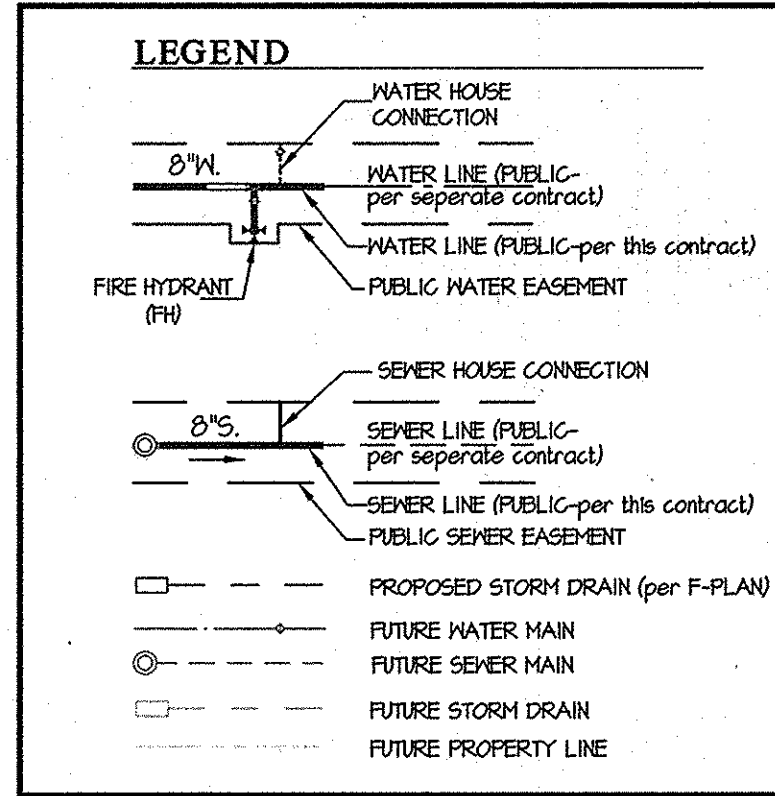 LEGEND
WATER HOUSE
CONNECTION
8"W.
WATER LINE (PUBLIC-
per seperate contract)
WATER LINE (PUBLIC-per this contract)
FIRE HYDRANT
(FH)
PUBLIC WATER EASEMENT
SEWER HOUSE CONNECTION
8"S.
SEWER LINE (PUBLIC-
per seperate contract)
SEWER LINE (PUBLIC-per this contract)
PUBLIC SEWER EASEMENT
PROPOSED STORM DRAIN (per F-PLAN)
FUTURE WATER MAIN
FUTURE SEWER MAIN
FUTURE STORM DRAIN
FUTURE PROPERTY LINE